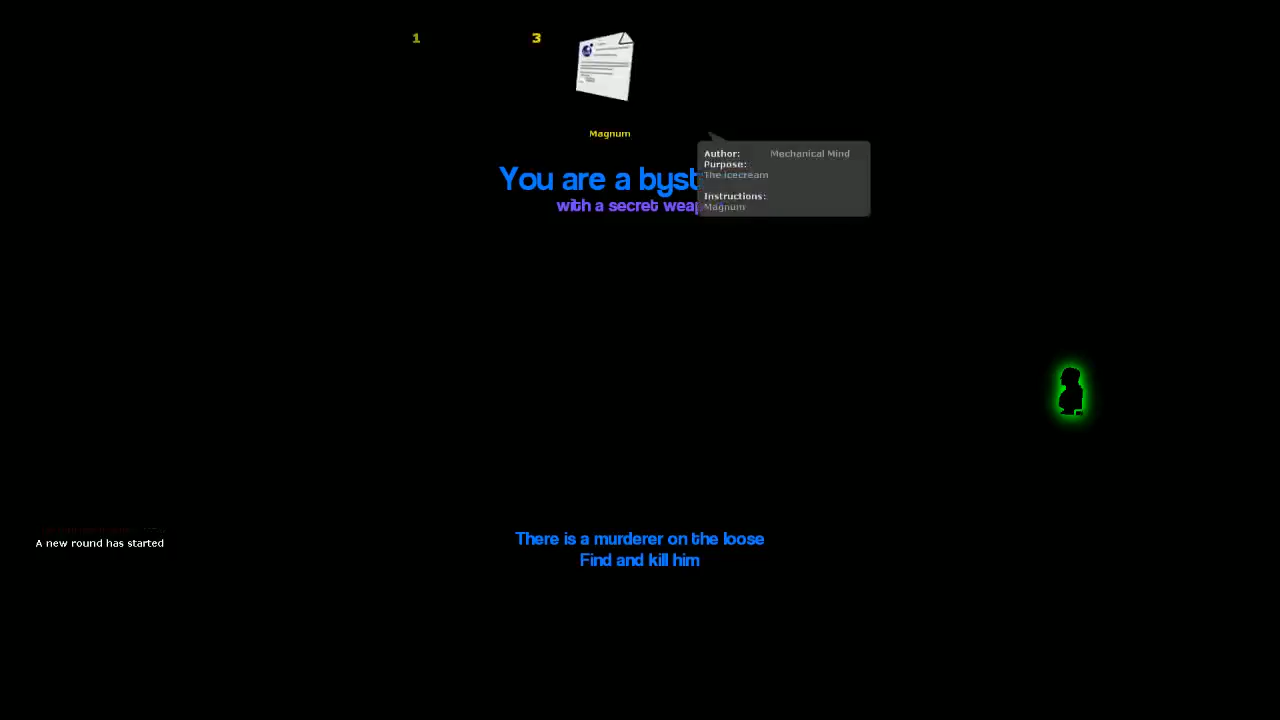 1 3
Magnum
You are a byst
with a secret weap
Author: Mechanical Mind
Purpose:
The icecream
Instructions:
Magnum
A new round has started
There is a murderer on the loose
Find and kill him